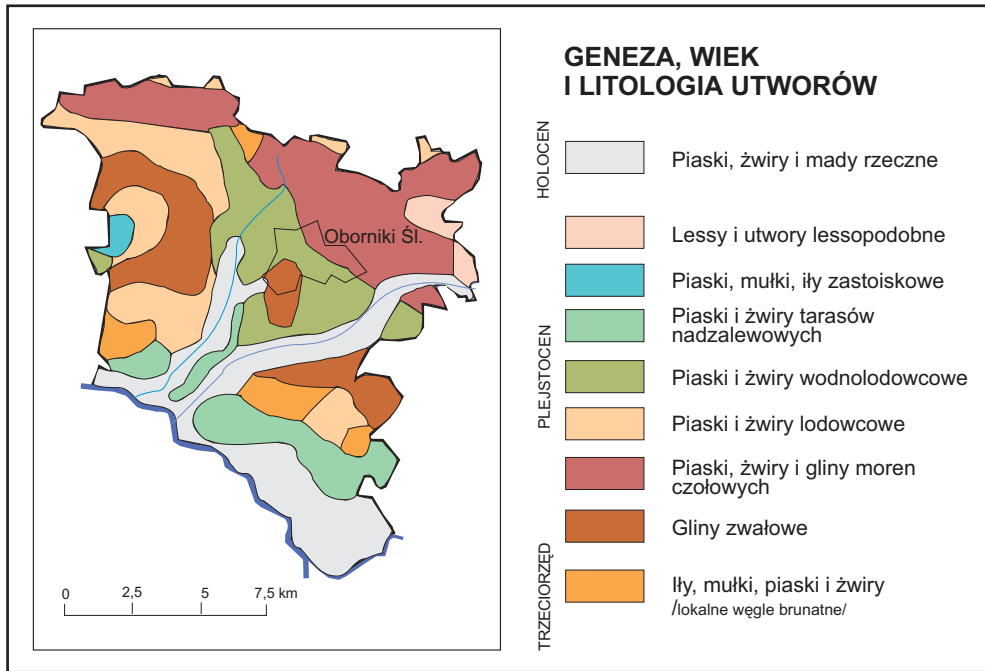 GENEZA, WIEK
I LITOLOGIA UTWORÓW
HOLOCEN
Piaski, żwiry i mady rzeczne
PLEJSTOCEN
Lessy i utwory lessopodobne
Piaski, mułki, iły zastoiskowe
Piaski i żwiry tarasów
nadzalewowych
Piaski i żwiry wodnolodowcowe
Piaski i żwiry lodowcowe
Piaski, żwiry i gliny moren
czołowych
Gliny zwałowe
TRZECIORZĘD
Iły, mułki, piaski i żwiry
/lokalne węgle brunatne/
Oborniki Śl.
0 2,5 5 7,5 km